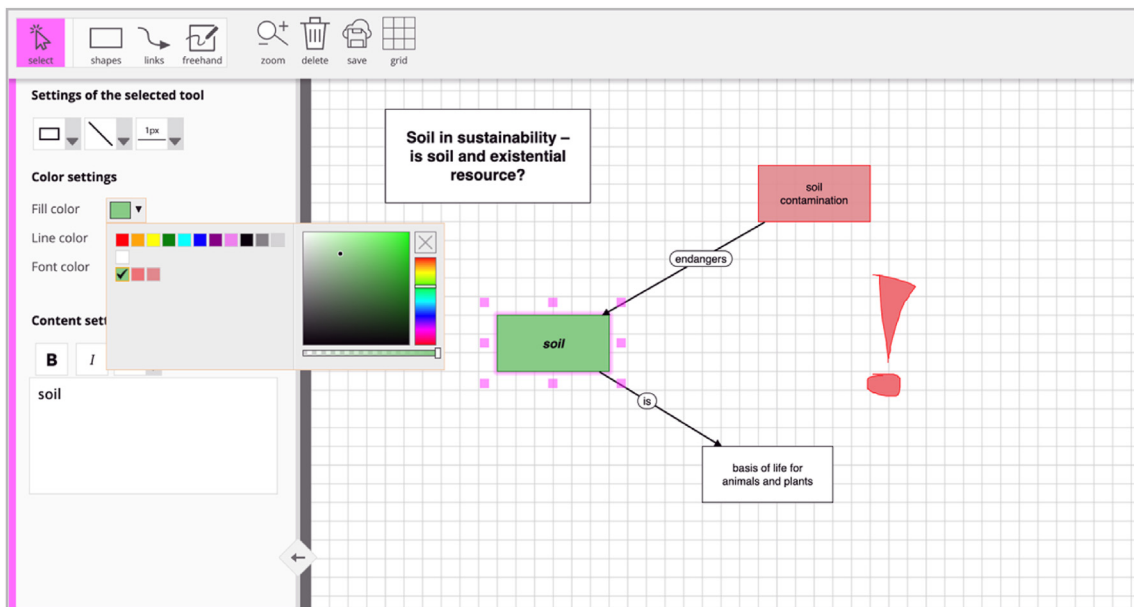 select
shapes
links
freehand
zoom
delete
save
grid
Settings of the selected tool
1px
Color settings
Fill color
Line color
Font color
Content sett
B
I
soil
Soil in sustainability –
is soil and existential
resource?
soil
contamination
endangers
soil
is
basis of life for
animals and plants